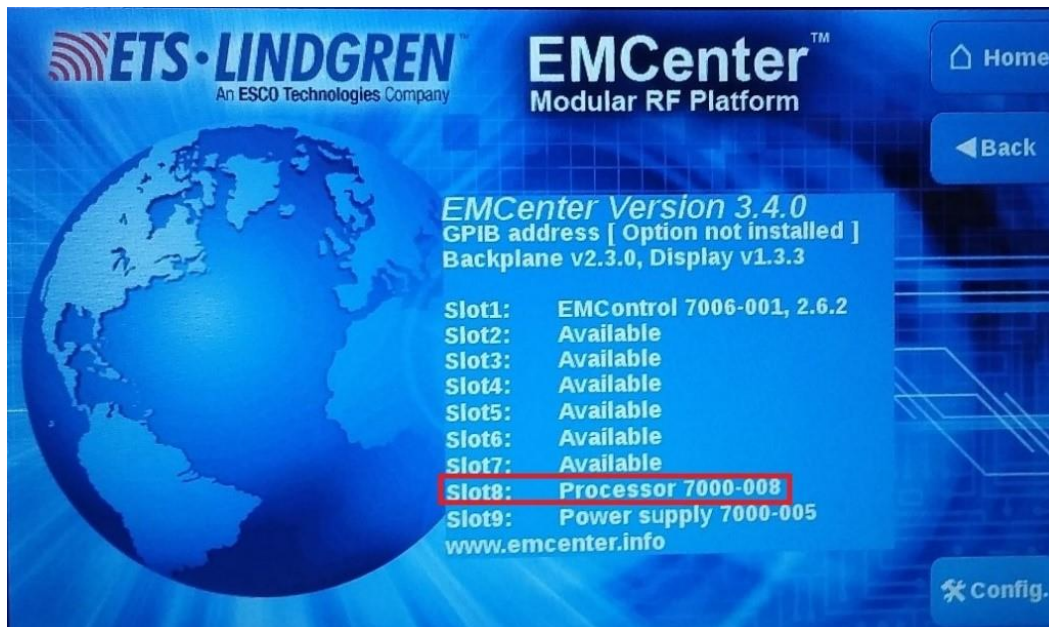 ETS·LINDGREN™
An ESCO Technologies Company
EMCenter™
Modular RF Platform
Home
Back
EMCenter Version 3.4.0
GPIB address [ Option not installed ]
Backplane v2.3.0, Display v1.3.3
Slot1: EMControl 7006-001, 2.6.2
Slot2: Available
Slot3: Available
Slot4: Available
Slot5: Available
Slot6: Available
Slot7: Available
Slot8: Processor 7000-008
Slot9: Power supply 7000-005
www.emcenter.info
Config.